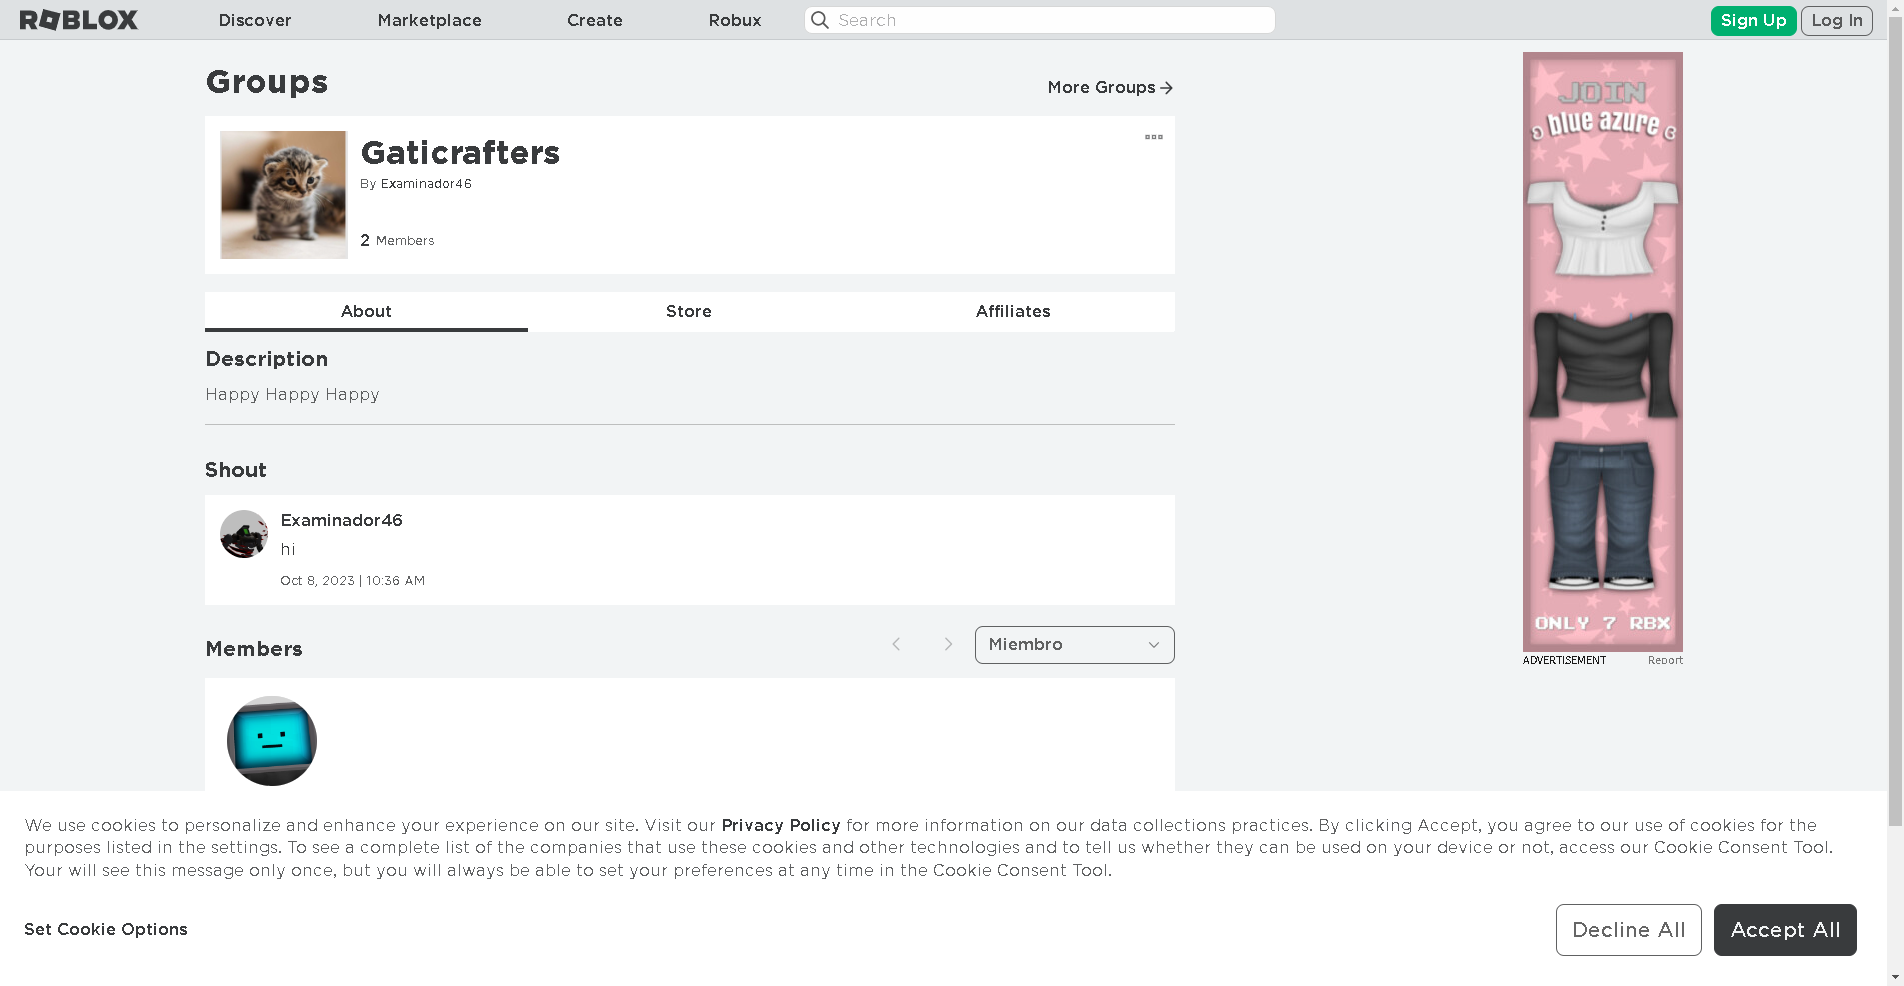 ROBLOX
Discover
Marketplace
Create
Robux
Search
Sign Up
Log In
Groups
More Groups
Gaticrafters
By Examinador46
2 Members
About
Store
Affiliates
Description
Happy Happy Happy
Shout
Examinador46
hi
Oct 8, 2023 | 10:36 AM
Members
Miembro
JOIN
blue azure
ONLY 7 RBX
ADVERTISEMENT
Report
We use cookies to personalize and enhance your experience on our site. Visit our Privacy Policy for more information on our data collections practices. By clicking Accept, you agree to our use of cookies for the
purposes listed in the settings. To see a complete list of the companies that use these cookies and other technologies and to tell us whether they can be used on your device or not, access our Cookie Consent Tool.
Your will see this message only once, but you will always be able to set your preferences at any time in the Cookie Consent Tool.
Set Cookie Options
Decline All
Accept All